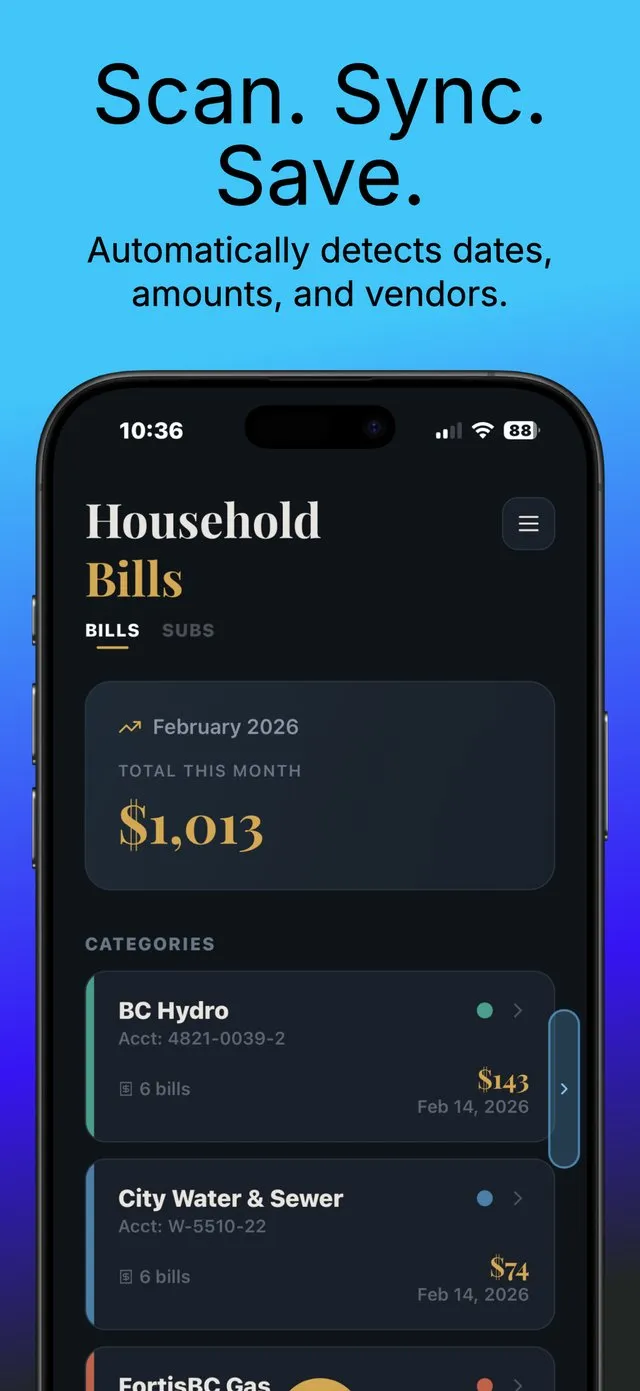 Scan. Sync.
Save.
Automatically detects dates,
amounts, and vendors.
10:36
88
Household
Bills
BILLS SUBS
February 2026
TOTAL THIS MONTH
$1,013
CATEGORIES
BC Hydro
Acct: 4821-0039-2
6 bills
$143
Feb 14, 2026
City Water & Sewer
Acct: W-5510-22
6 bills
$74
Feb 14, 2026
FortisBC Gas